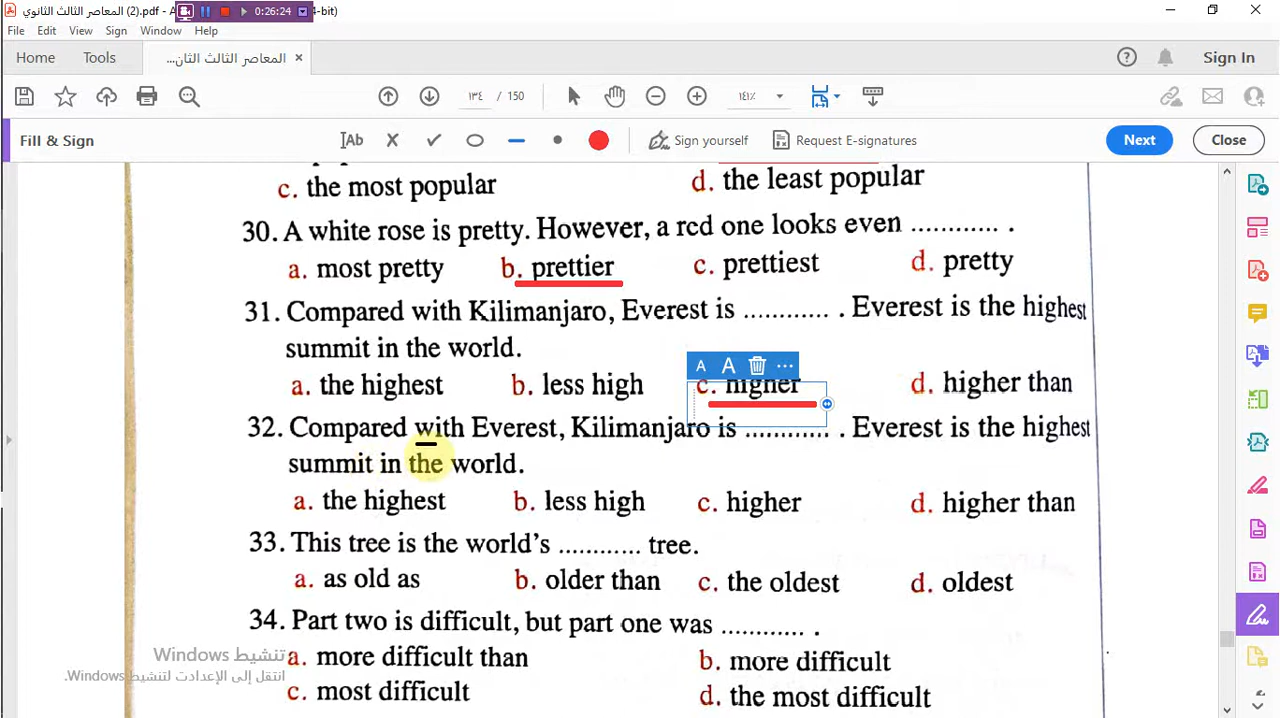 المعاصر الثالث الثانوي (2).pdf - A
0:26:24
4-bit)
File Edit View Sign Window Help
Home Tools المعاصر الثالث الثان... × Sign In
١٣٤ / 150 ١٤١٪
Fill & Sign Ab Sign yourself Request E-signatures Next Close
c. the most popular d. the least popular
30. A white rose is pretty. However, a red one looks even ............ .
a. most pretty b. prettier c. prettiest d. pretty
31. Compared with Kilimanjaro, Everest is ............ . Everest is the highest
summit in the world.
A A ...
a. the highest b. less high c. higher d. higher than
32. Compared with Everest, Kilimanjaro is ............ . Everest is the highest
summit in the world.
a. the highest b. less high c. higher d. higher than
33. This tree is the world's ............ tree.
a. as old as b. older than c. the oldest d. oldest
34. Part two is difficult, but part one was ............ .
a. more difficult than b. more difficult
c. most difficult d. the most difficult
تنشيط Windows
انتقل إلى الإعدادات لتنشيط Windows.